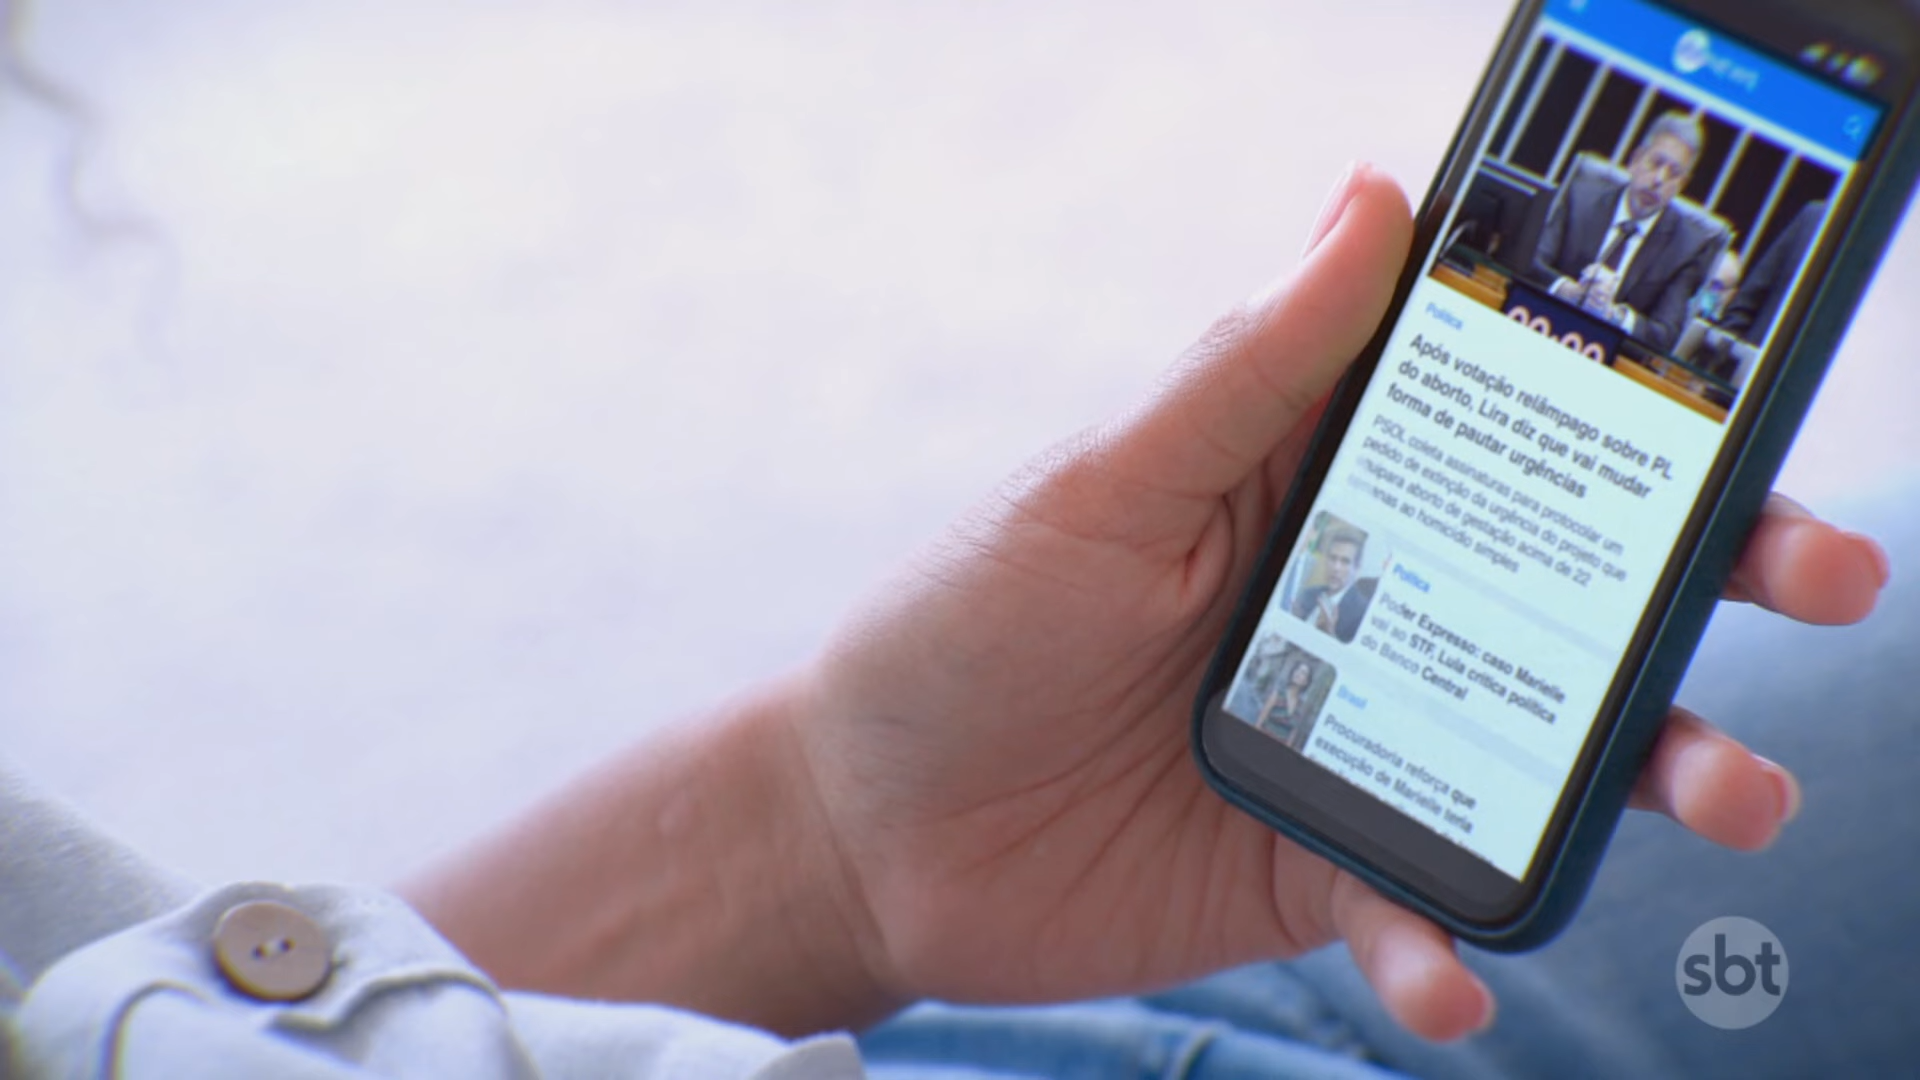 news
Política
00:00
Após votação relâmpago sobre PL
do aborto, Lira diz que vai mudar
forma de pautar urgências
PSOL coleta assinaturas para protocolar um
pedido de extinção da urgência do projeto que
equipara aborto de gestação acima de 22
semanas ao homicídio simples
Política
Poder Expresso: caso Marielle
vai ao STF, Lula critica política
do Banco Central
Brasil
Procuradoria reforça que
execução de Marielle teria
sbt